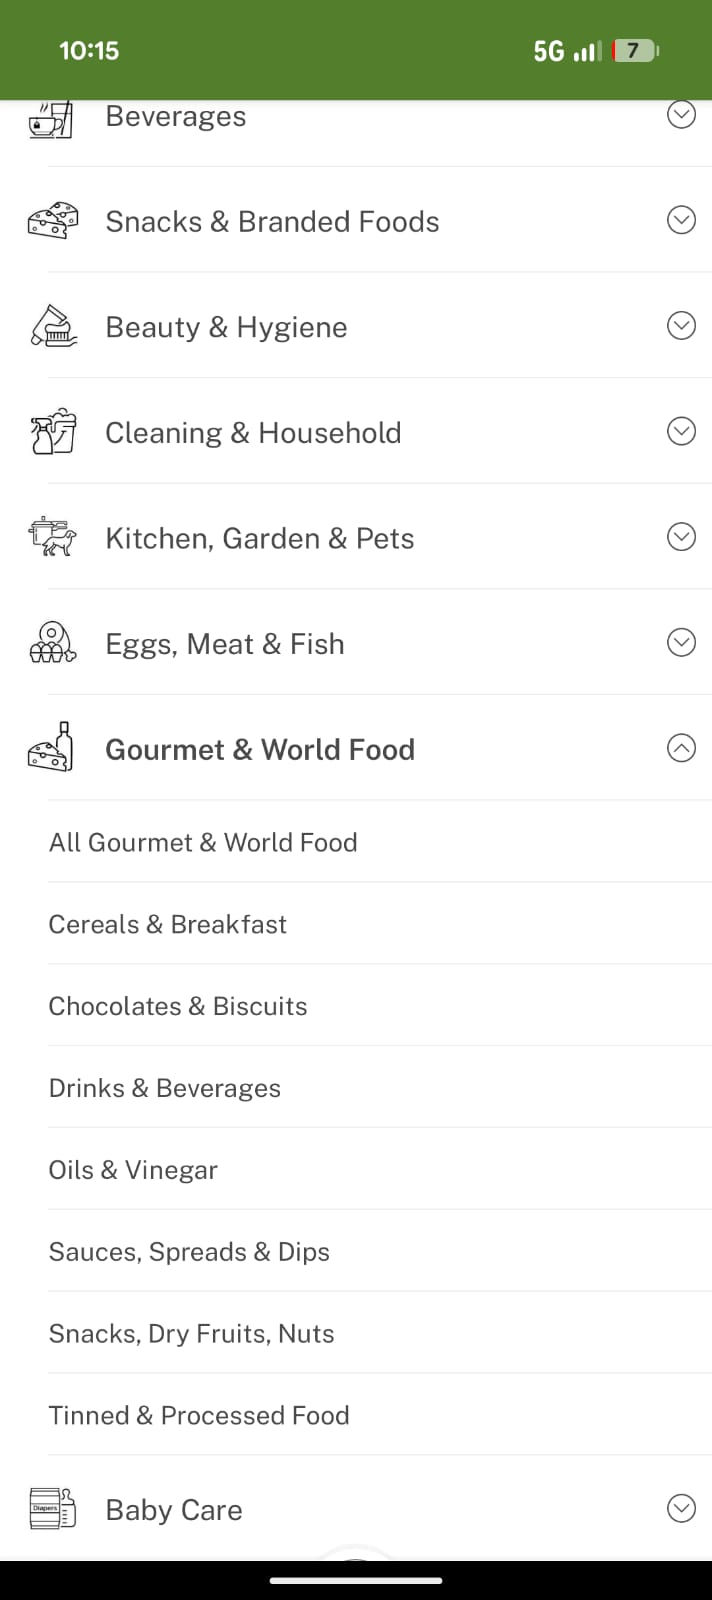 10:15
5G
7
Beverages
Snacks & Branded Foods
Beauty & Hygiene
Cleaning & Household
Kitchen, Garden & Pets
Eggs, Meat & Fish
Gourmet & World Food
All Gourmet & World Food
Cereals & Breakfast
Chocolates & Biscuits
Drinks & Beverages
Oils & Vinegar
Sauces, Spreads & Dips
Snacks, Dry Fruits, Nuts
Tinned & Processed Food
Diapers
Baby Care